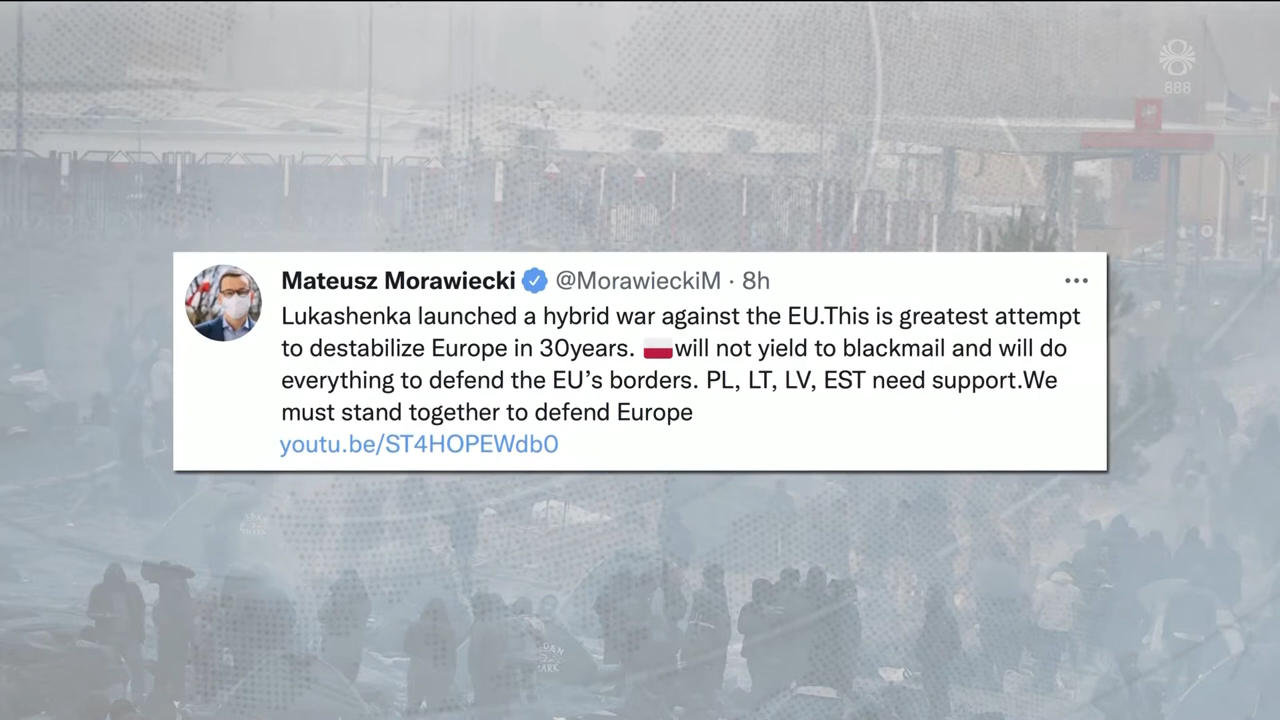 888
Mateusz Morawiecki @MorawieckiM · 8h
Lukashenka launched a hybrid war against the EU.This is greatest attempt
to destabilize Europe in 30years. 🇵🇱will not yield to blackmail and will do
everything to defend the EU’s borders. PL, LT, LV, EST need support.We
must stand together to defend Europe
youtu.be/ST4HOPEWdb0